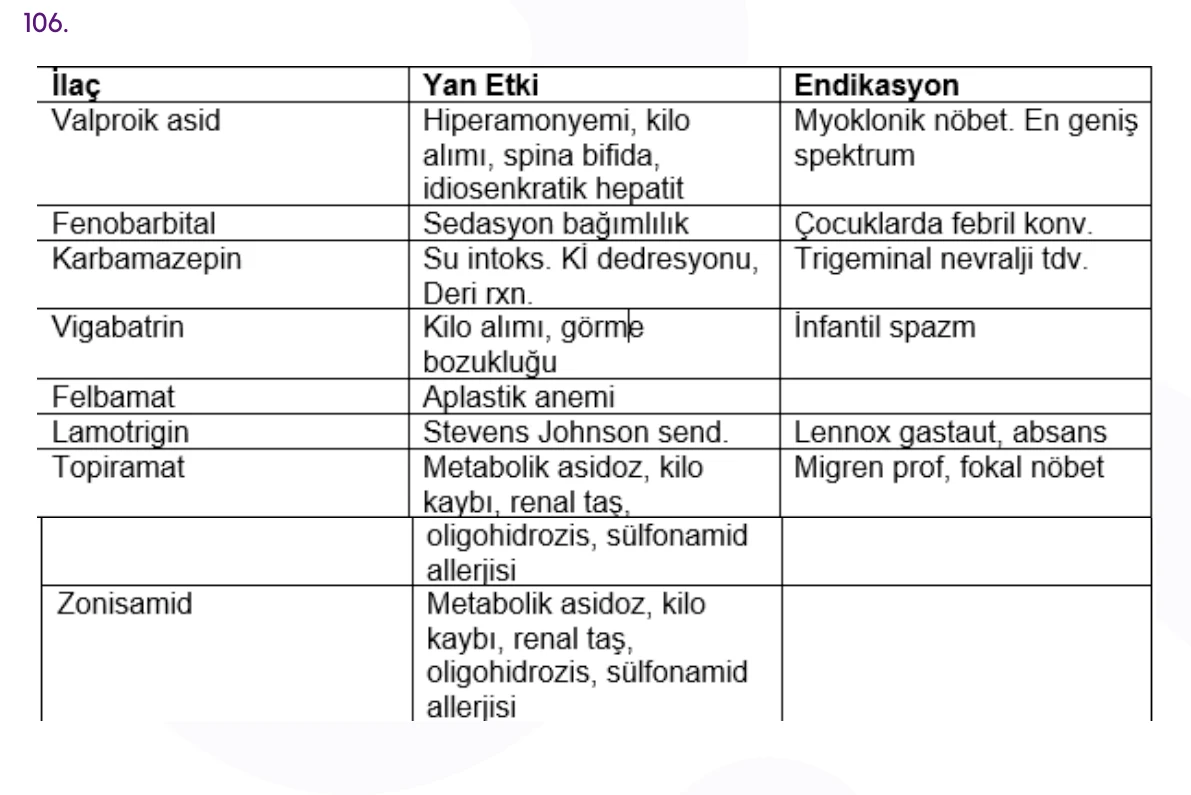 106.
İlaç Yan Etki Endikasyon
Valproik asid Hiperamonyemi, kilo Myoklonik nöbet. En geniş
alımı, spina bifida, spektrum
idiosenkratik hepatit
Fenobarbital Sedasyon bağımlılık Çocuklarda febril konv.
Karbamazepin Su intoks. Kİ dedresyonu, Trigeminal nevralji tdv.
Deri rxn.
Vigabatrin Kilo alımı, görme İnfantil spazm
bozukluğu
Felbamat Aplastik anemi
Lamotrigin Stevens Johnson send. Lennox gastaut, absans
Topiramat Metabolik asidoz, kilo Migren prof, fokal nöbet
kaybı, renal taş,
oligohidrozis, sülfonamid
allerjisi
Zonisamid Metabolik asidoz, kilo
kaybı, renal taş,
oligohidrozis, sülfonamid
allerjisi